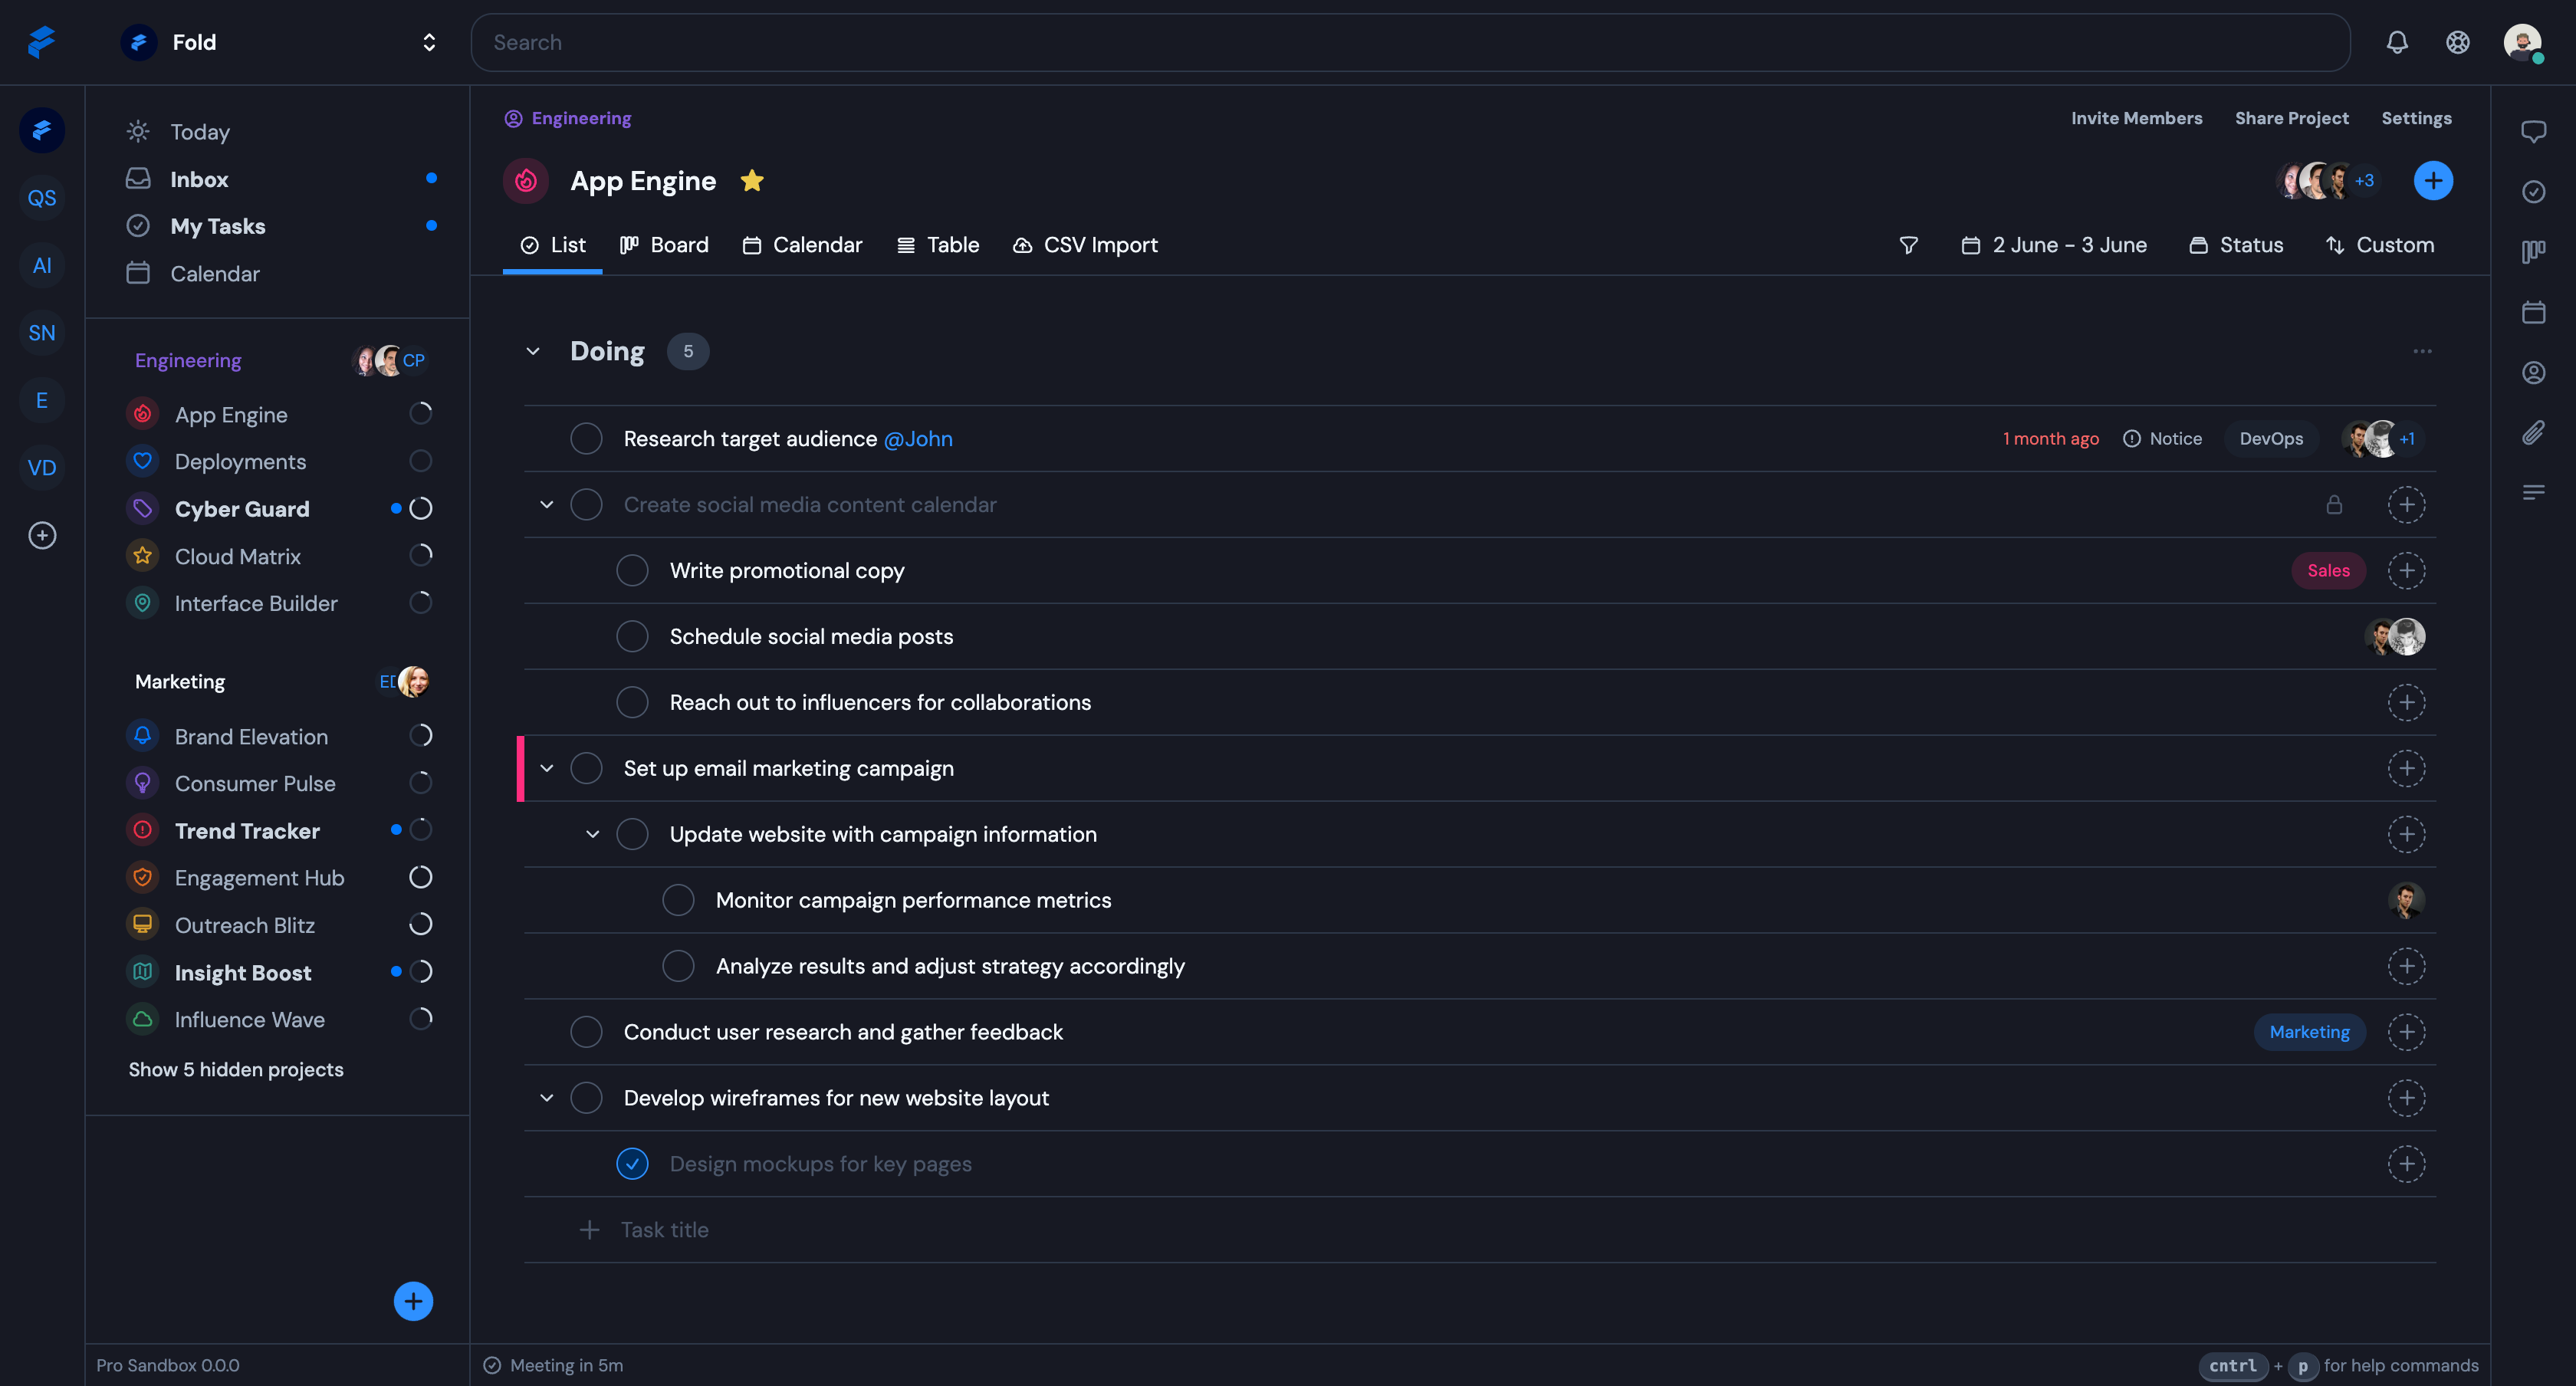 Fold
Search
QS
AI
SN
E
VD
Today
Inbox
My Tasks
Calendar
Engineering CP
App Engine
Deployments
Cyber Guard
Cloud Matrix
Interface Builder
Marketing ED
Brand Elevation
Consumer Pulse
Trend Tracker
Engagement Hub
Outreach Blitz
Insight Boost
Influence Wave
Show 5 hidden projects
Pro Sandbox 0.0.0
Engineering
Invite Members Share Project Settings
App Engine +3
List Board Calendar Table CSV Import 2 June - 3 June Status Custom
Doing 5
Research target audience @John 1 month ago Notice DevOps +1
Create social media content calendar
Write promotional copy Sales
Schedule social media posts
Reach out to influencers for collaborations
Set up email marketing campaign
Update website with campaign information
Monitor campaign performance metrics
Analyze results and adjust strategy accordingly
Conduct user research and gather feedback Marketing
Develop wireframes for new website layout
Design mockups for key pages
Task title
Meeting in 5m
cntrl + p for help commands